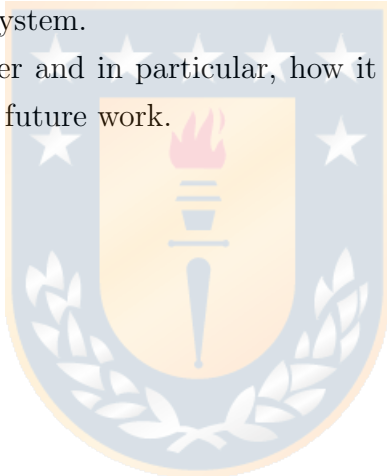 ystem.
er and in particular, how it
future work.